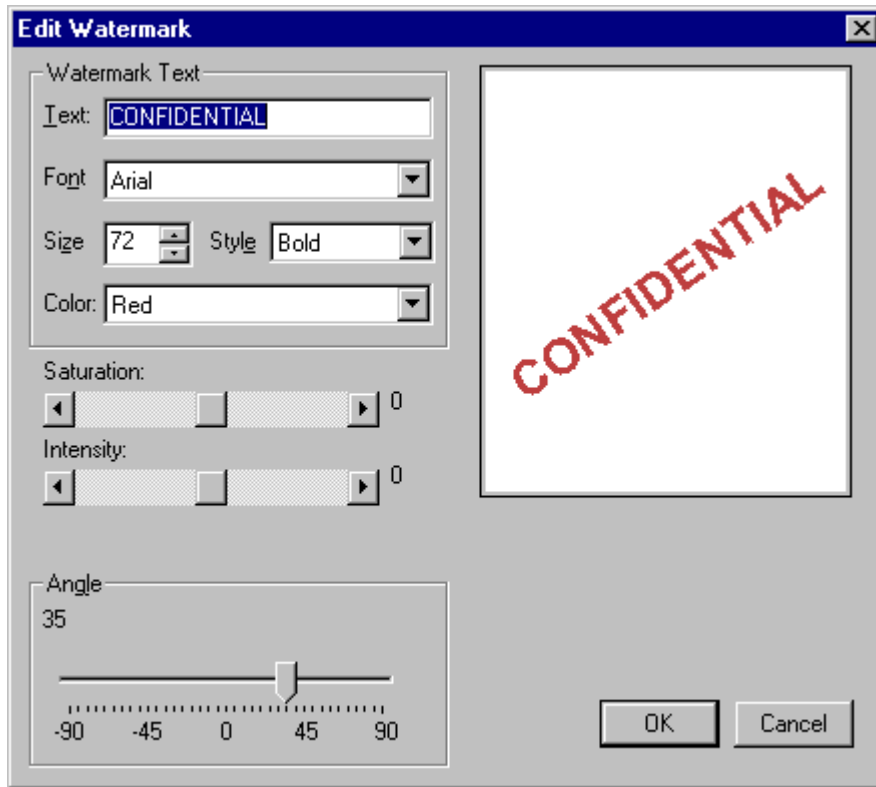 Edit Watermark
Watermark Text
Text: CONFIDENTIAL
Font Arial
Size 72 Style Bold
Color: Red
Saturation:
0
Intensity:
0
Angle
35
-90 -45 0 45 90
CONFIDENTIAL
OK Cancel